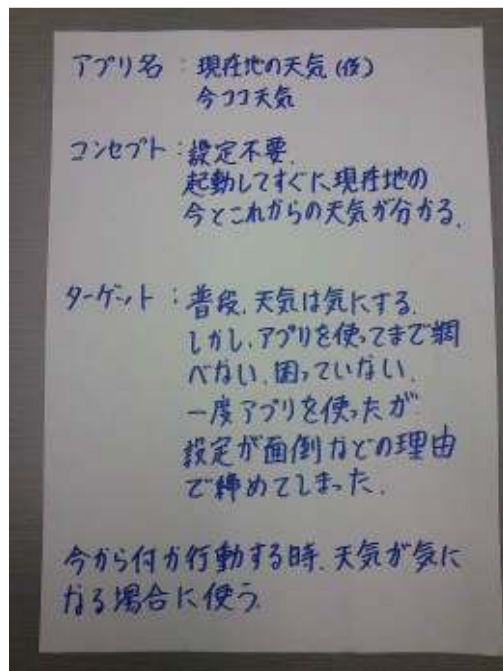 アプリ名：現在地の天気(仮)
今ココ天気
コンセプト：設定不要.
起動してすぐに、現在地の
今とこれからの天気が分かる.
ターゲット：普段、天気は気にする.
しかし、アプリを使ってまで調
べない.困っていない.
一度アプリを使ったが
設定が面倒などの理由
で締めてしまった.
今から何か行動する時、天気が気に
なる場合に使う.